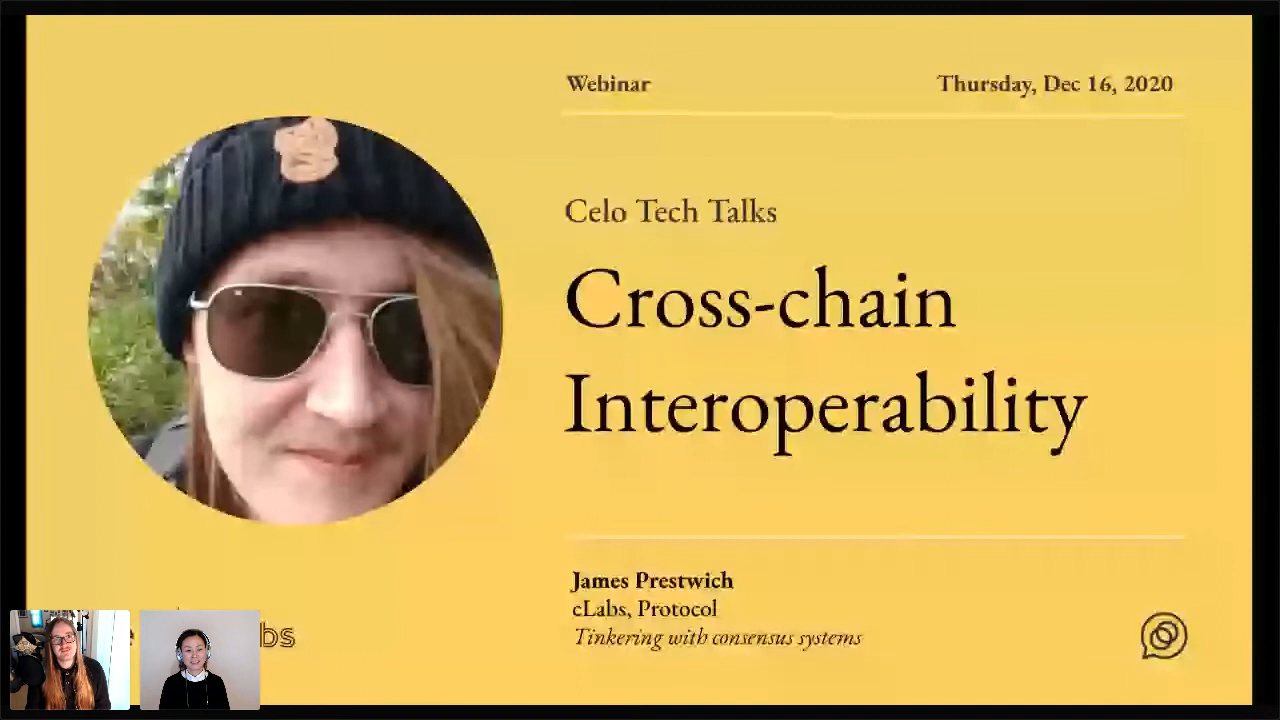 Webinar
Thursday, Dec 16, 2020
Celo Tech Talks
Cross-chain
Interoperability
James Prestwich
cLabs, Protocol
Tinkering with consensus systems